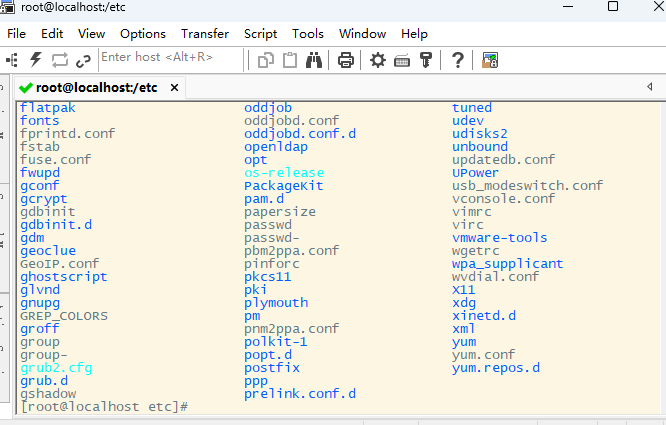 root@localhost:/etc
File Edit View Options Transfer Script Tools Window Help
Enter host <Alt+R>
root@localhost:/etc
flatpak oddjob tuned
fonts oddjobd.conf udev
fprintd.conf oddjobd.conf.d udisks2
fstab openldap unbound
fuse.conf opt updatedb.conf
fwupd os-release UPower
gconf PackageKit usb_modeswitch.conf
gcrypt pam.d vconsole.conf
gdbinit papersize vimrc
gdbinit.d passwd virc
gdm passwd- vmware-tools
geoclue pbm2ppa.conf wgetrc
GeoIP.conf pinforc wpa_supplicant
ghostscript pkcs11 wvdial.conf
glvnd pki X11
gnupg plymouth xdg
GREP_COLORS pm xinetd.d
groff pnm2ppa.conf xml
group polkit-1 yum
group- popt.d yum.conf
grub2.cfg postfix yum.repos.d
grub.d ppp
gshadow prelink.conf.d
[root@localhost etc]#